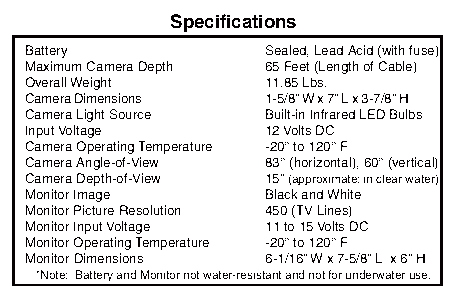 Specifications
Battery Sealed, Lead Acid (with fuse)
Maximum Camera Depth 65 Feet (Length of Cable)
Overall Weight 11.85 Lbs.
Camera Dimensions 1-5/8" W x 7" L x 3-7/8" H
Camera Light Source Built-in Infrared LED Bulbs
Input Voltage 12 Volts DC
Camera Operating Temperature -20° to 120° F
Camera Angle-of-View 83° (horizontal), 60° (vertical)
Camera Depth-of-View 15" (approximate: in clear water)
Monitor Image Black and White
Monitor Picture Resolution 450 (TV Lines)
Monitor Input Voltage 11 to 15 Volts DC
Monitor Operating Temperature -20° to 120° F
Monitor Dimensions 6-1/16" W x 7-5/8" L x 6" H
*Note: Battery and Monitor not water-resistant and not for underwater use.